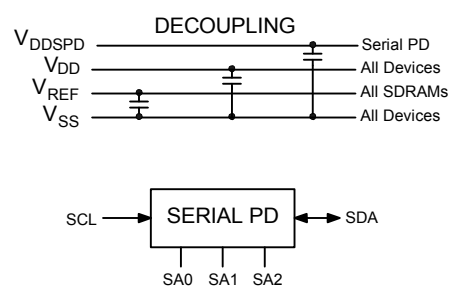 DECOUPLING
VDDSPD Serial PD
VDD All Devices
VREF All SDRAMs
VSS All Devices
SCL SERIAL PD SDA
SA0 SA1 SA2